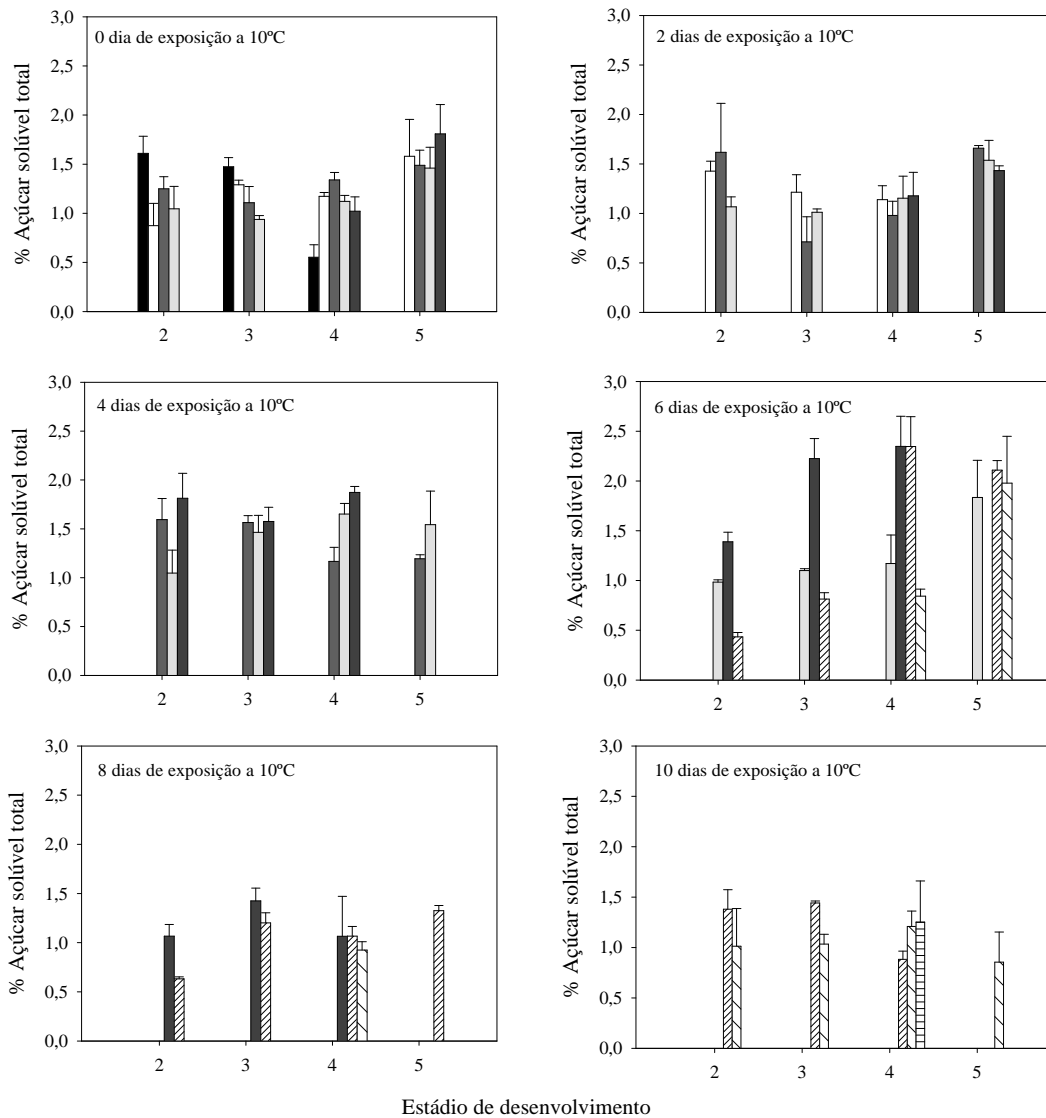 0 dia de exposição a 10ºC
% Açúcar solúvel total
3,0
2,5
2,0
1,5
1,0
0,5
0,0
2 3 4 5
2 dias de exposição a 10ºC
% Açúcar solúvel total
3,0
2,5
2,0
1,5
1,0
0,5
0,0
2 3 4 5
4 dias de exposição a 10ºC
% Açúcar solúvel total
3,0
2,5
2,0
1,5
1,0
0,5
0,0
2 3 4 5
6 dias de exposição a 10ºC
% Açúcar solúvel total
3,0
2,5
2,0
1,5
1,0
0,5
0,0
2 3 4 5
8 dias de exposição a 10ºC
% Açúcar solúvel total
3,0
2,5
2,0
1,5
1,0
0,5
0,0
2 3 4 5
10 dias de exposição a 10ºC
% Açúcar solúvel total
3,0
2,5
2,0
1,5
1,0
0,5
0,0
2 3 4 5
Estádio de desenvolvimento